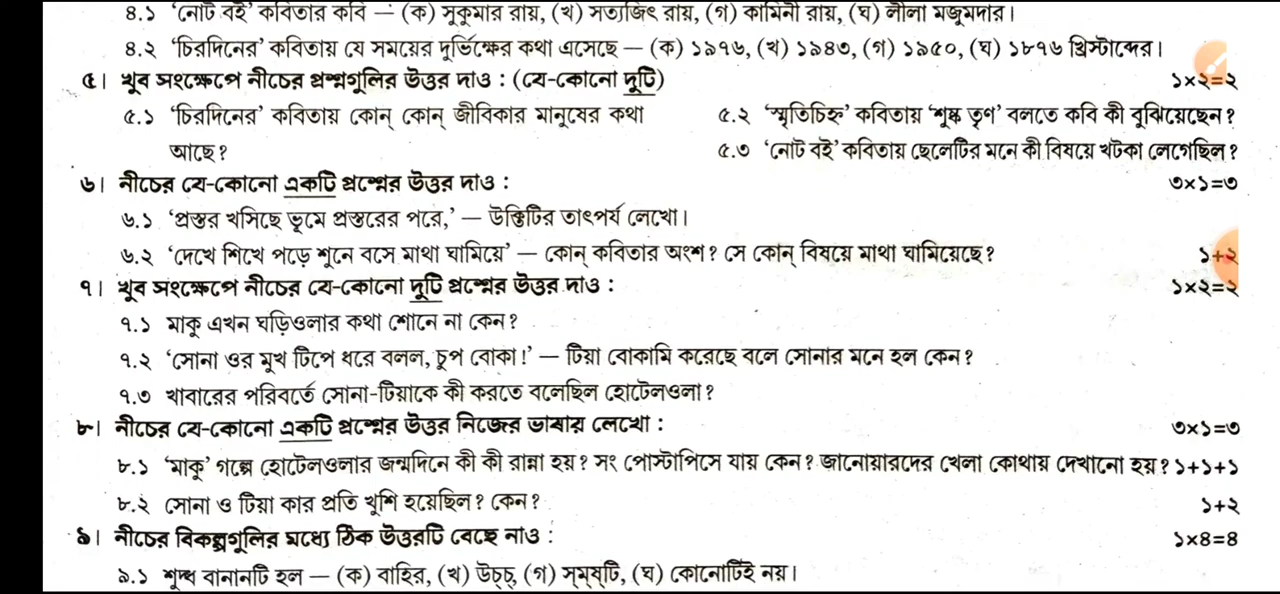 ৪.১ 'নোট বই' কবিতার কবি — (ক) সুকুমার রায়, (খ) সত্যজিৎ রায়, (গ) কামিনী রায়, (ঘ) লীলা মজুমদার।
৪.২ 'চিরদিনের' কবিতায় যে সময়ের দুর্ভিক্ষের কথা এসেছে — (ক) ১৯৭৬, (খ) ১৯৪৩, (গ) ১৯৫০, (ঘ) ১৮৭৬ খ্রিস্টাব্দের।
৫। খুব সংক্ষেপে নীচের প্রশ্নগুলির উত্তর দাও : (যে-কোনো দুটি) ১×২=২
৫.১ 'চিরদিনের' কবিতায় কোন্ কোন্ জীবিকার মানুষের কথা
আছে?
৫.২ 'স্মৃতিচিহ্ন' কবিতায় 'শুষ্ক তৃণ' বলতে কবি কী বুঝিয়েছেন?
৫.৩ 'নোট বই' কবিতায় ছেলেটির মনে কী বিষয়ে খটকা লেগেছিল?
৬। নীচের যে-কোনো একটি প্রশ্নের উত্তর দাও : ৩×১=৩
৬.১ 'প্রস্তর খসিছে ভূমে প্রস্তরের পরে,' — উক্তিটির তাৎপর্য লেখো।
৬.২ 'দেখে শিখে পড়ে শুনে বসে মাথা ঘামিয়ে' — কোন্ কবিতার অংশ? সে কোন্ বিষয়ে মাথা ঘামিয়েছে? ১+২
৭। খুব সংক্ষেপে নীচের যে-কোনো দুটি প্রশ্নের উত্তর দাও : ১×২=২
৭.১ মাকু এখন ঘড়িওলার কথা শোনে না কেন?
৭.২ 'সোনা ওর মুখ টিপে ধরে বলল, চুপ বোকা!' — টিয়া বোকামি করেছে বলে সোনার মনে হল কেন?
৭.৩ খাবারের পরিবর্তে সোনা-টিয়াকে কী করতে বলেছিল হোটেলওলা?
৮। নীচের যে-কোনো একটি প্রশ্নের উত্তর নিজের ভাষায় লেখো : ৩×১=৩
৮.১ 'মাকু' গল্পে হোটেলওলার জন্মদিনে কী কী রান্না হয়? সং পোস্টাপিসে যায় কেন? জানোয়ারদের খেলা কোথায় দেখানো হয়? ১+১+১
৮.২ সোনা ও টিয়া কার প্রতি খুশি হয়েছিল? কেন? ১+২
৯। নীচের বিকল্পগুলির মধ্যে ঠিক উত্তরটি বেছে নাও : ১×৪=৪
৯.১ শুদ্ধ বানানটি হল — (ক) বাহির, (খ) উচ্চ, (গ) সমষ্টি, (ঘ) কোনোটিই নয়।